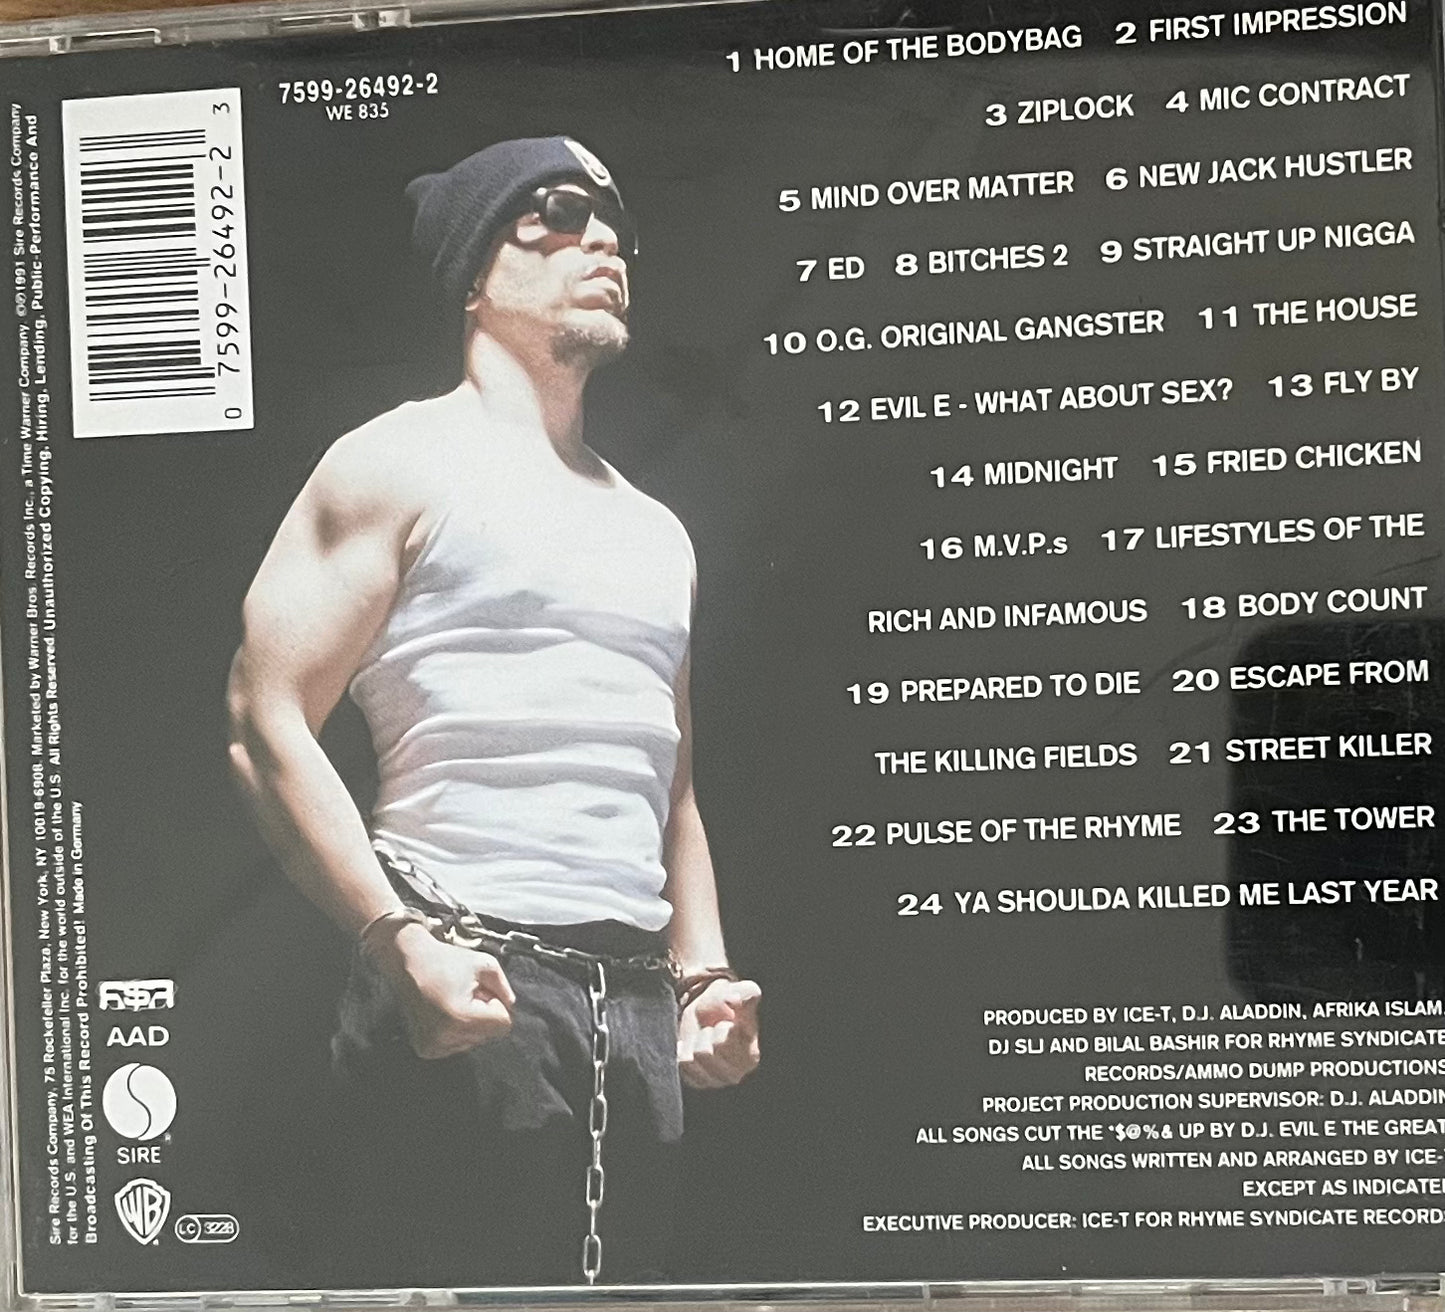 1 HOME OF THE BODYBAG 2 FIRST IMPRESSION
3 ZIPLOCK 4 MIC CONTRACT
5 MIND OVER MATTER 6 NEW JACK HUSTLER
7 ED 8 BITCHES 2 9 STRAIGHT UP NIGGA
10 O.G. ORIGINAL GANGSTER 11 THE HOUSE
12 EVIL E - WHAT ABOUT SEX? 13 FLY BY
14 MIDNIGHT 15 FRIED CHICKEN
16 M.V.P.s 17 LIFESTYLES OF THE
RICH AND INFAMOUS 18 BODY COUNT
19 PREPARED TO DIE 20 ESCAPE FROM
THE KILLING FIELDS 21 STREET KILLER
22 PULSE OF THE RHYME 23 THE TOWER
24 YA SHOULDA KILLED ME LAST YEAR
PRODUCED BY ICE-T, D.J. ALADDIN, AFRIKA ISLAM,
DJ SLJ AND BILAL BASHIR FOR RHYME SYNDICATE
RECORDS/AMMO DUMP PRODUCTIONS
PROJECT PRODUCTION SUPERVISOR: D.J. ALADDIN
ALL SONGS CUT THE *$@%& UP BY D.J. EVIL E THE GREAT
ALL SONGS WRITTEN AND ARRANGED BY ICE-T
EXCEPT AS INDICATED
EXECUTIVE PRODUCER: ICE-T FOR RHYME SYNDICATE RECORDS
7599-26492-2
WE 835
0 7599-26492-2 3
Sire Records Company, 75 Rockefeller Plaza, New York, NY 10019-6908. Marketed by Warner Bros. Records Inc., a Time Warner Company. ©℗1991 Sire Records Company
for the U.S. and WEA International Inc. for the world outside of the U.S. All Rights Reserved. Unauthorized Copying, Hiring, Lending, Public-Performance And
Broadcasting Of This Record Prohibited! Made in Germany
AAD
SIRE
WB
LC 3228